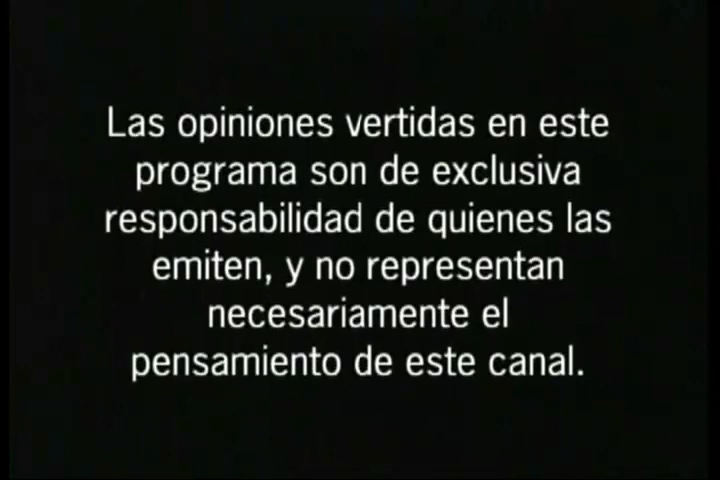 Las opiniones vertidas en este
programa son de exclusiva
responsabilidad de quienes las
emiten, y no representan
necesariamente el
pensamiento de este canal.